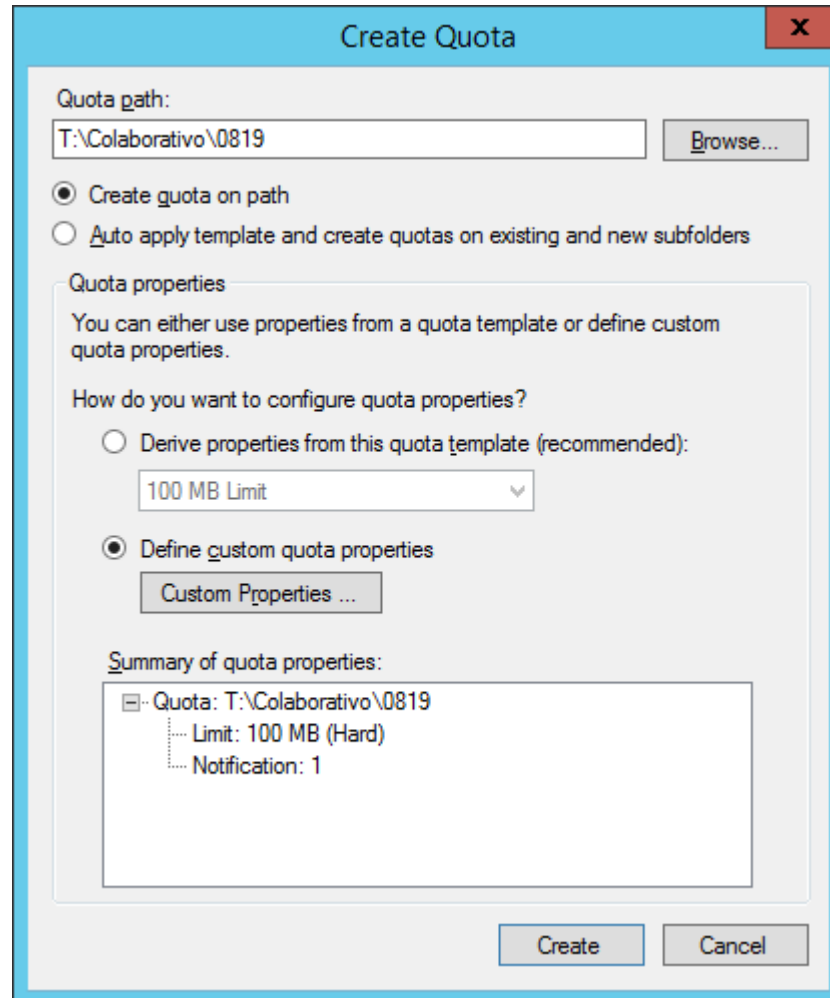 Create Quota
x
Quota path:
T:\Colaborativo\0819
Browse...
Create quota on path
Auto apply template and create quotas on existing and new subfolders
Quota properties
You can either use properties from a quota template or define custom
quota properties.
How do you want to configure quota properties?
Derive properties from this quota template (recommended):
100 MB Limit
Define custom quota properties
Custom Properties ...
Summary of quota properties:
Quota: T:\Colaborativo\0819
Limit: 100 MB (Hard)
Notification: 1
Create
Cancel